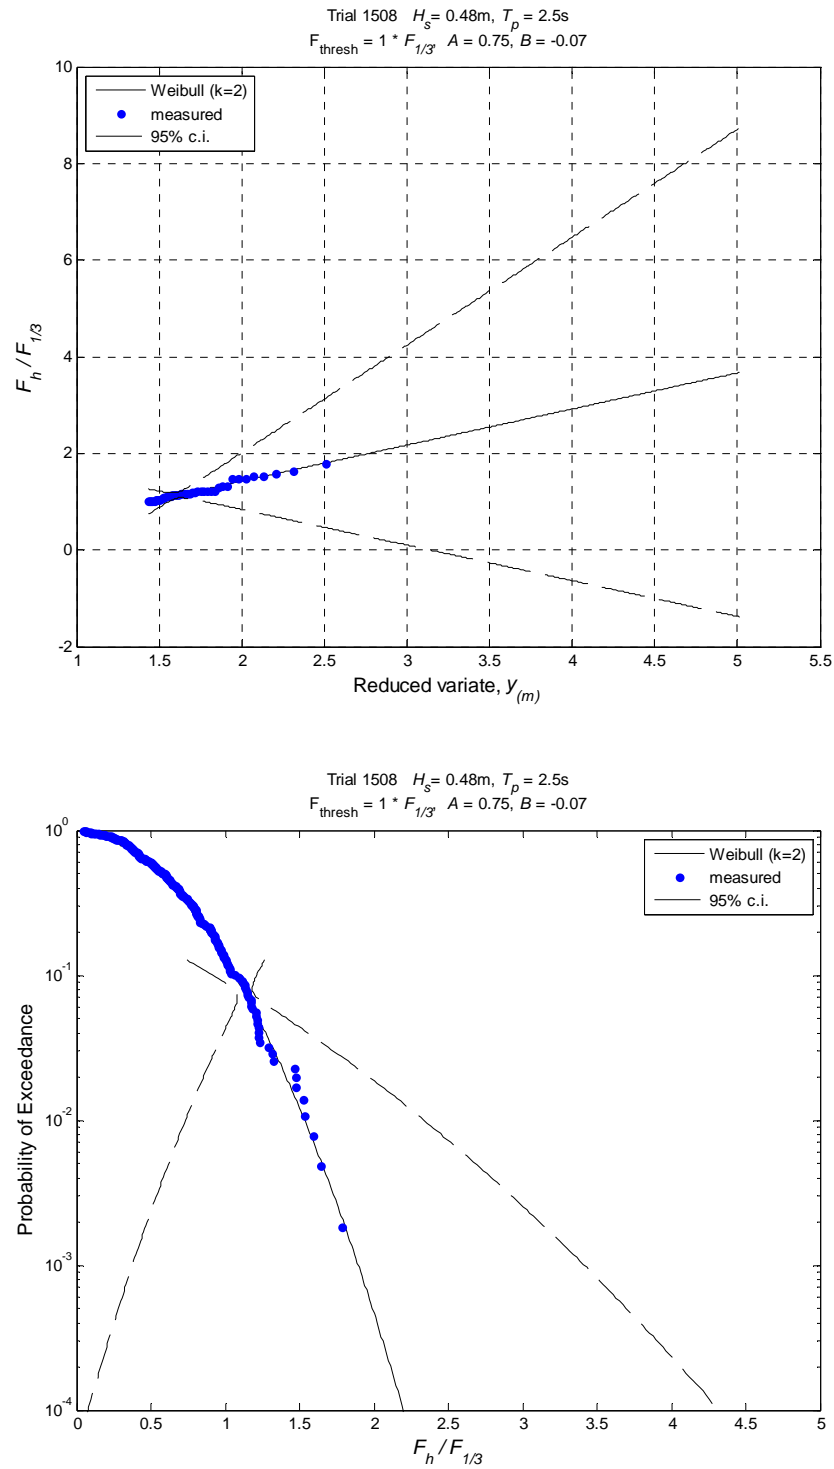 Trial 1508 H_s= 0.48m, T_p = 2.5s
F_thresh = 1 * F_1/3, A = 0.75, B = -0.07
10
8
6
4
2
0
-2
F_h / F_1/3
Weibull (k=2)
measured
95% c.i.
1 1.5 2 2.5 3 3.5 4 4.5 5 5.5
Reduced variate, y_(m)
Trial 1508 H_s= 0.48m, T_p = 2.5s
F_thresh = 1 * F_1/3, A = 0.75, B = -0.07
10^0
10^-1
10^-2
10^-3
10^-4
Probability of Exceedance
Weibull (k=2)
measured
95% c.i.
0 0.5 1 1.5 2 2.5 3 3.5 4 4.5 5
F_h / F_1/3